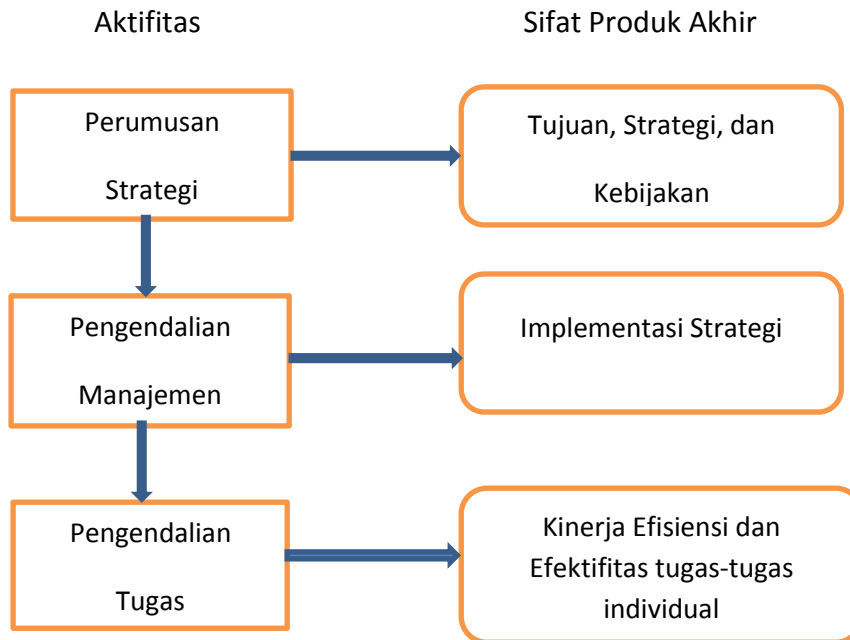 Aktifitas
Sifat Produk Akhir
Perumusan
Strategi
Tujuan, Strategi, dan
Kebijakan
Pengendalian
Manajemen
Implementasi Strategi
Pengendalian
Tugas
Kinerja Efisiensi dan
Efektifitas tugas-tugas
individual